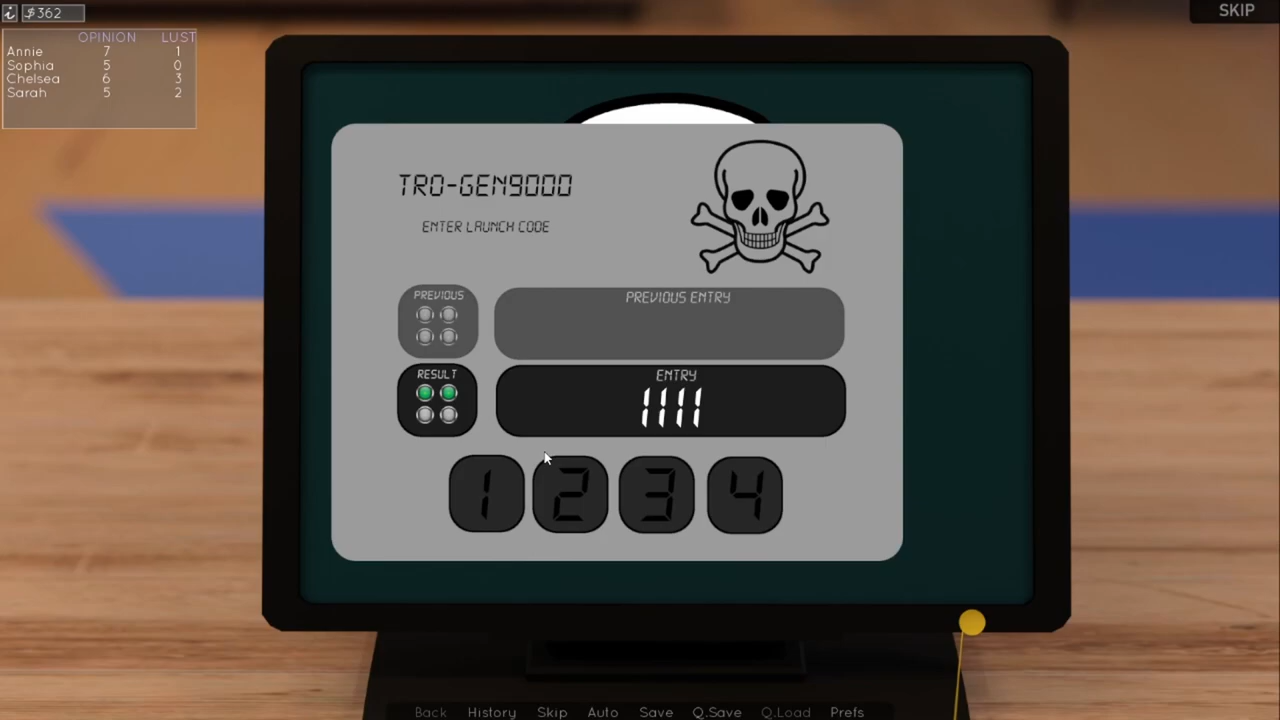 i $362
SKIP
OPINION LUST
Annie 7 1
Sophia 5 0
Chelsea 6 3
Sarah 5 2
TRO-GEN9000
ENTER LAUNCH CODE
PREVIOUS
PREVIOUS ENTRY
RESULT
ENTRY
1111
1 2 3 4
Back History Skip Auto Save Q.Save Q.Load Prefs